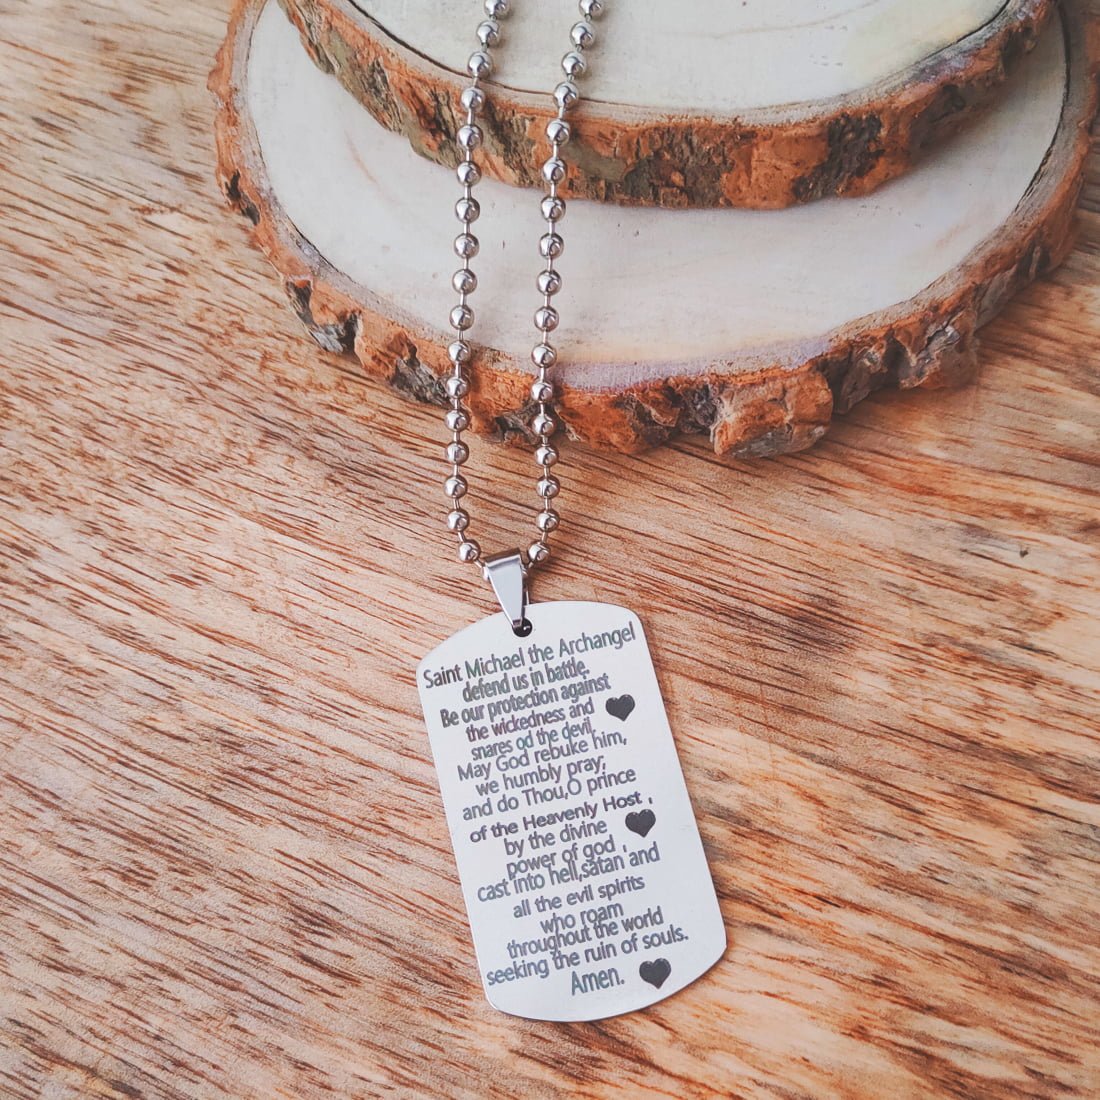 Saint Michael the Archangel
defend us in battle.
Be our protection against
the wickedness and
snares od the devil,
May God rebuke him,
we humbly pray;
and do Thou,O prince
of the Heavenly Host ,
by the divine
power of god ,
cast into hell,satan and
all the evil spirits
who roam
throughout the world
seeking the ruin of souls.
Amen.